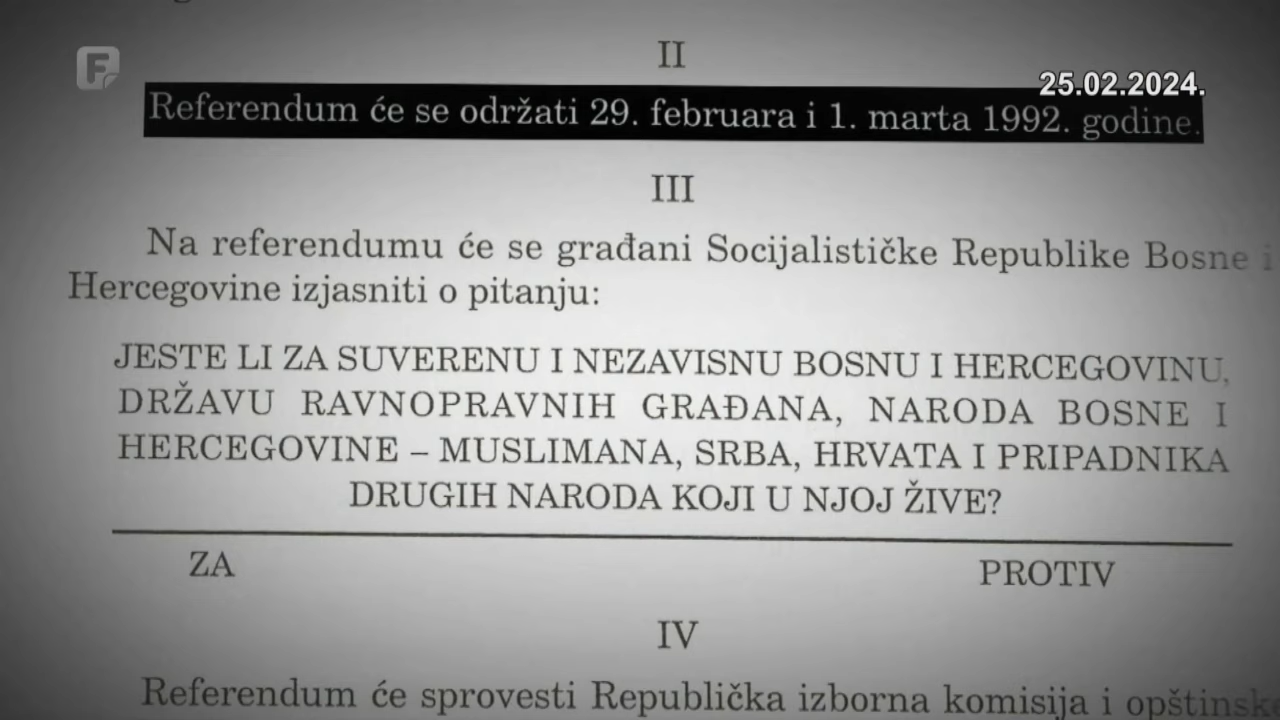 F
25.02.2024.
II
Referendum će se održati 29. februara i 1. marta 1992. godine.
III
Na referendumu će se građani Socijalističke Republike Bosne i
Hercegovine izjasniti o pitanju:
JESTE LI ZA SUVERENU I NEZAVISNU BOSNU I HERCEGOVINU,
DRŽAVU RAVNOPRAVNIH GRAĐANA, NARODA BOSNE I
HERCEGOVINE – MUSLIMANA, SRBA, HRVATA I PRIPADNIKA
DRUGIH NARODA KOJI U NJOJ ŽIVE?
ZA PROTIV
IV
Referendum će sprovesti Republička izborna komisija i opštinske